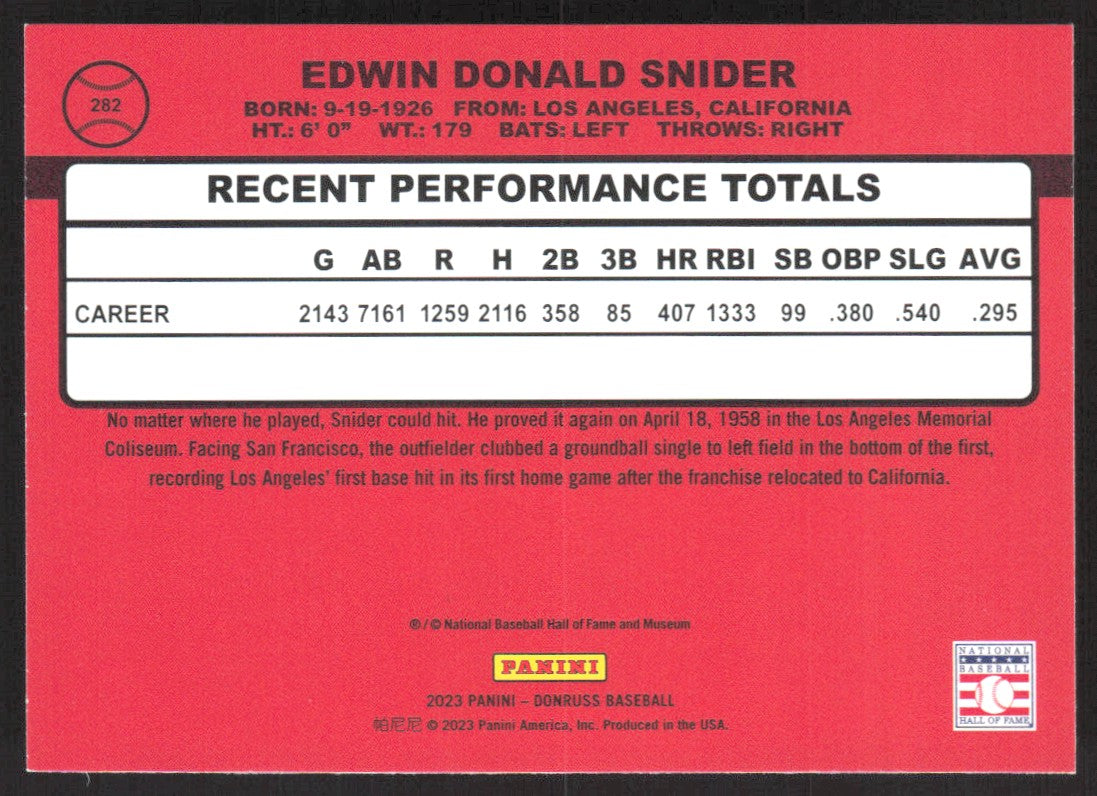 282
EDWIN DONALD SNIDER
BORN: 9-19-1926 FROM: LOS ANGELES, CALIFORNIA
HT.: 6' 0" WT.: 179 BATS: LEFT THROWS: RIGHT
RECENT PERFORMANCE TOTALS
G AB R H 2B 3B HR RBI SB OBP SLG AVG
CAREER 2143 7161 1259 2116 358 85 407 1333 99 .380 .540 .295
No matter where he played, Snider could hit. He proved it again on April 18, 1958 in the Los Angeles Memorial
Coliseum. Facing San Francisco, the outfielder clubbed a groundball single to left field in the bottom of the first,
recording Los Angeles' first base hit in its first home game after the franchise relocated to California.
®/© National Baseball Hall of Fame and Museum
PANINI
2023 PANINI – DONRUSS BASEBALL
帕尼尼 © 2023 Panini America, Inc. Produced in the USA.
NATIONAL
BASEBALL
HALL OF FAME